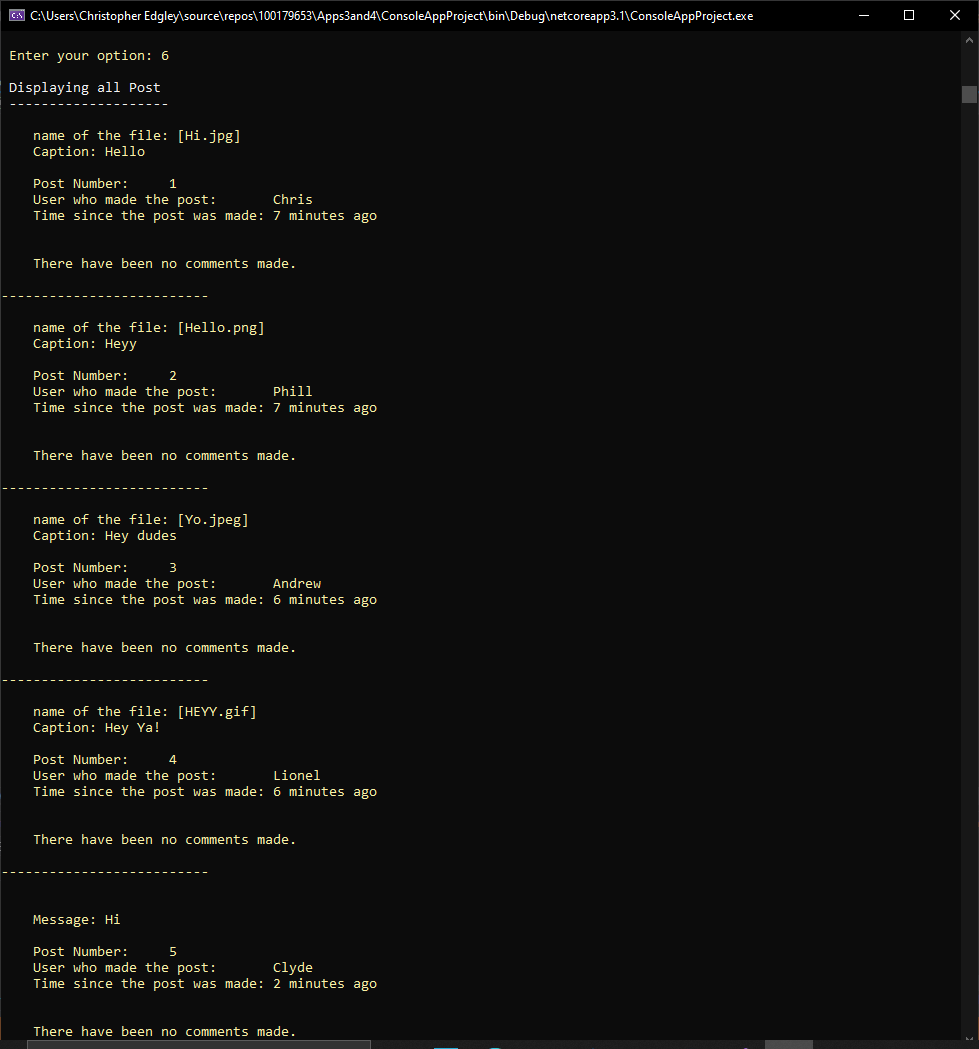 C:\Users\Christopher Edgley\source\repos\100179653\Apps3and4\ConsoleAppProject\bin\Debug\netcoreapp3.1\ConsoleAppProject.exe
Enter your option: 6
Displaying all Post
--------------------
name of the file: [Hi.jpg]
Caption: Hello
Post Number:     1
User who made the post:       Chris
Time since the post was made: 7 minutes ago
There have been no comments made.
--------------------------
name of the file: [Hello.png]
Caption: Heyy
Post Number:     2
User who made the post:       Phill
Time since the post was made: 7 minutes ago
There have been no comments made.
--------------------------
name of the file: [Yo.jpeg]
Caption: Hey dudes
Post Number:     3
User who made the post:       Andrew
Time since the post was made: 6 minutes ago
There have been no comments made.
--------------------------
name of the file: [HEYY.gif]
Caption: Hey Ya!
Post Number:     4
User who made the post:       Lionel
Time since the post was made: 6 minutes ago
There have been no comments made.
--------------------------
Message: Hi
Post Number:     5
User who made the post:       Clyde
Time since the post was made: 2 minutes ago
There have been no comments made.